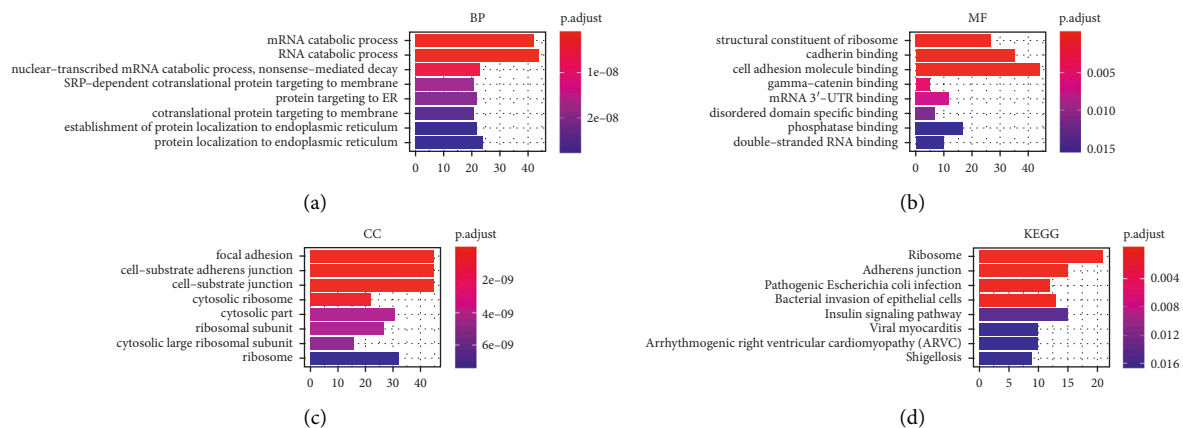 BP
p.adjust
mRNA catabolic process
RNA catabolic process
nuclear−transcribed mRNA catabolic process, nonsense−mediated decay
SRP−dependent cotranslational protein targeting to membrane
protein targeting to ER
cotranslational protein targeting to membrane
establishment of protein localization to endoplasmic reticulum
protein localization to endoplasmic reticulum
1e−08
2e−08
0 10 20 30 40
(a)
MF
p.adjust
structural constituent of ribosome
cadherin binding
cell adhesion molecule binding
gamma−catenin binding
mRNA 3′−UTR binding
disordered domain specific binding
phosphatase binding
double−stranded RNA binding
0.005
0.010
0.015
0 10 20 30 40
(b)
CC
p.adjust
focal adhesion
cell−substrate adherens junction
cell−substrate junction
cytosolic ribosome
cytosolic part
ribosomal subunit
cytosolic large ribosomal subunit
ribosome
2e−09
4e−09
6e−09
0 10 20 30 40
(c)
KEGG
p.adjust
Ribosome
Adherens junction
Pathogenic Escherichia coli infection
Bacterial invasion of epithelial cells
Insulin signaling pathway
Viral myocarditis
Arrhythmogenic right ventricular cardiomyopathy (ARVC)
Shigellosis
0.004
0.008
0.012
0.016
0 5 10 15 20
(d)